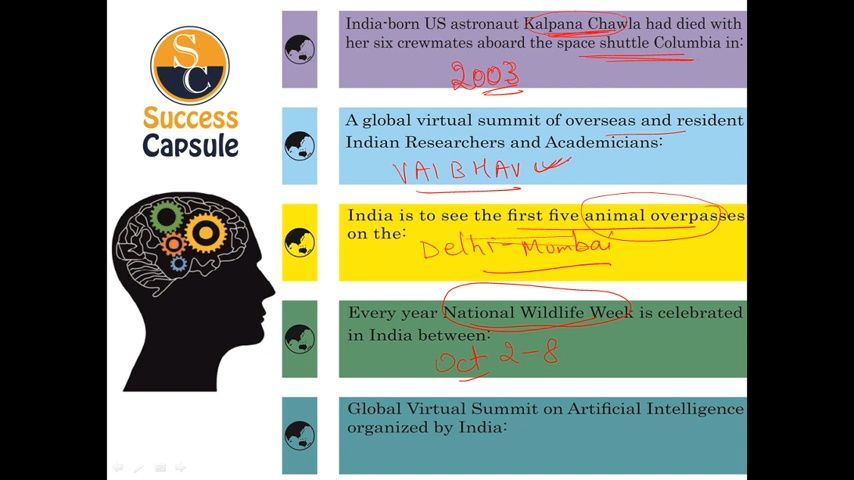 SC
Success
Capsule
India-born US astronaut Kalpana Chawla had died with
her six crewmates aboard the space shuttle Columbia in:
2003
A global virtual summit of overseas and resident
Indian Researchers and Academicians:
VAIBHAV
India is to see the first five animal overpasses
on the:
Delhi-Mumbai
Every year National Wildlife Week is celebrated
in India between:
Oct 2-8
Global Virtual Summit on Artificial Intelligence
organized by India: